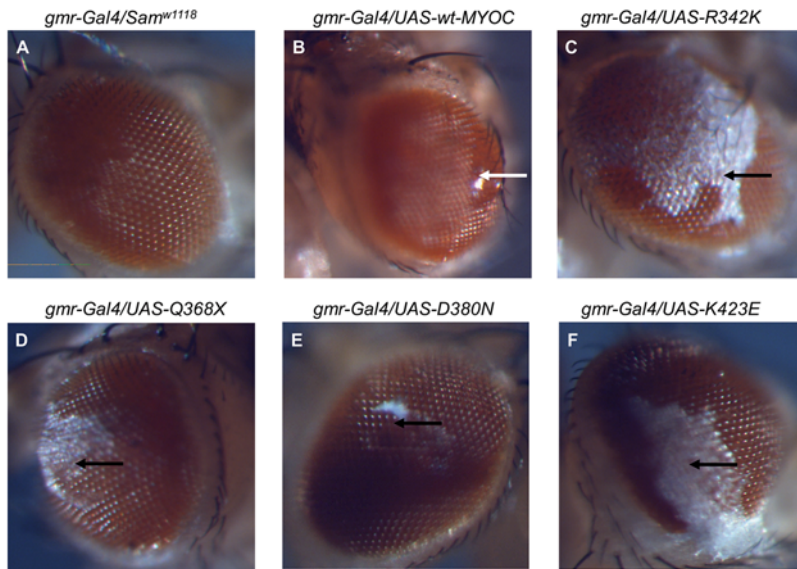 gmr-Gal4/Samw1118
gmr-Gal4/UAS-wt-MYOC
gmr-Gal4/UAS-R342K
A
B
C
gmr-Gal4/UAS-Q368X
gmr-Gal4/UAS-D380N
gmr-Gal4/UAS-K423E
D
E
F